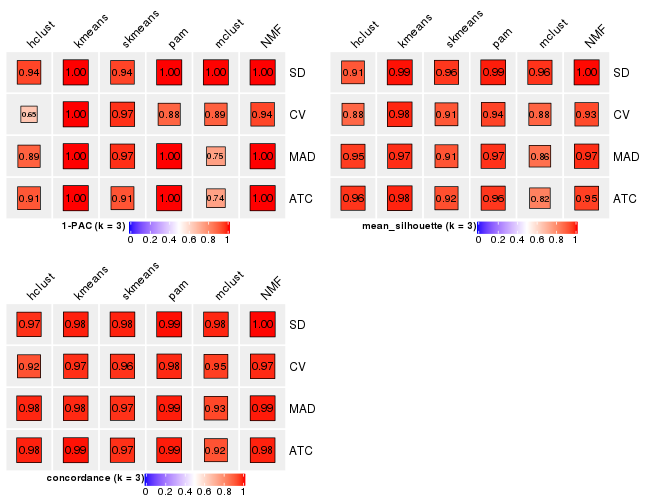 hclust kmeans skmeans pam mclust NMF
0.94 1.00 0.94 1.00 1.00 1.00 SD
0.65 1.00 0.97 0.88 0.89 0.94 CV
0.89 1.00 0.97 1.00 0.75 1.00 MAD
0.91 1.00 0.91 1.00 0.74 1.00 ATC
1-PAC (k = 3)
0 0.2 0.4 0.6 0.8 1
hclust kmeans skmeans pam mclust NMF
0.91 0.99 0.96 0.99 0.96 1.00 SD
0.88 0.98 0.91 0.94 0.88 0.93 CV
0.95 0.97 0.91 0.97 0.86 0.97 MAD
0.96 0.98 0.92 0.96 0.82 0.95 ATC
mean_silhouette (k = 3)
0 0.2 0.4 0.6 0.8 1
hclust kmeans skmeans pam mclust NMF
0.97 0.98 0.98 0.99 0.98 1.00 SD
0.92 0.97 0.96 0.98 0.95 0.97 CV
0.98 0.98 0.97 0.99 0.93 0.99 MAD
0.98 0.99 0.97 0.99 0.92 0.98 ATC
concordance (k = 3)
0 0.2 0.4 0.6 0.8 1